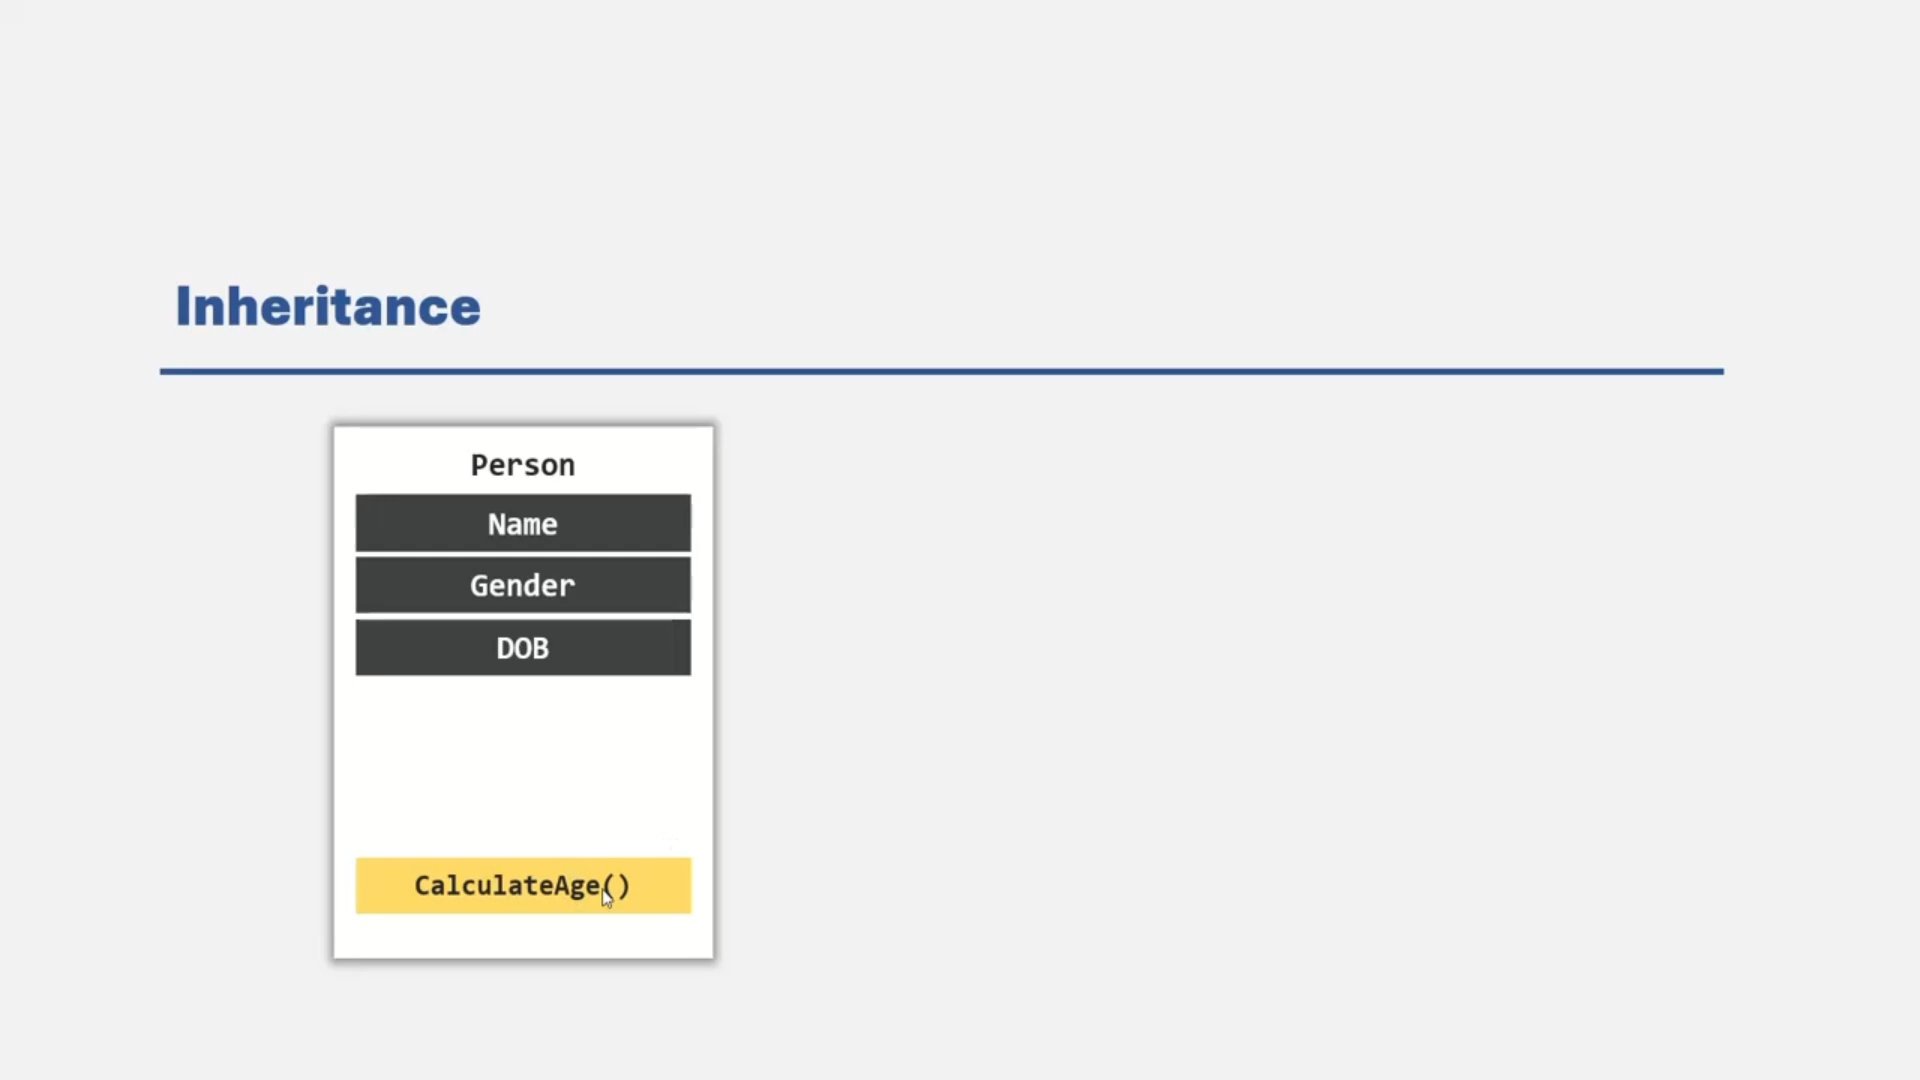 Inheritance
Person
Name
Gender
DOB
CalculateAge()